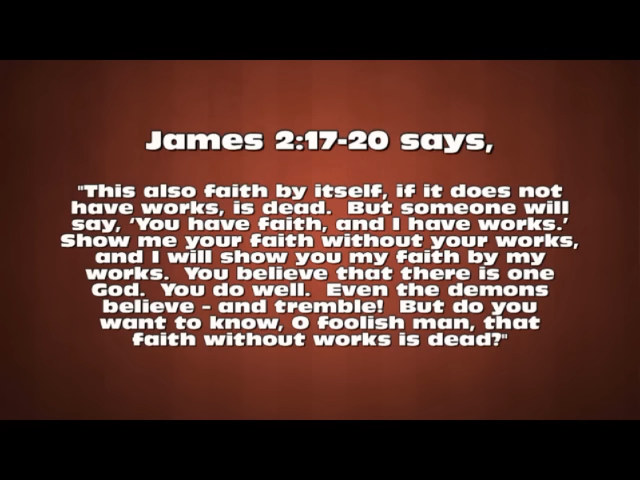 James 2:17-20 says,
"This also faith by itself, if it does not
have works, is dead.  But someone will
say, ‘You have faith, and I have works.’
Show me your faith without your works,
and I will show you my faith by my
works.  You believe that there is one
God.  You do well.  Even the demons
believe – and tremble!  But do you
want to know, O foolish man, that
faith without works is dead?"